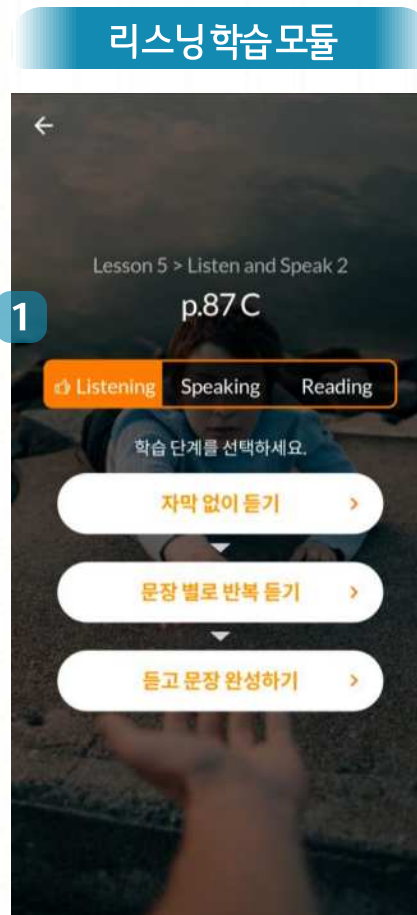 리스닝 학습 모듈
Lesson 5 > Listen and Speak 2
p.87 C
1
Listening Speaking Reading
학습 단계를 선택하세요.
자막 없이 듣기
문장 별로 반복 듣기
듣고 문장 완성하기